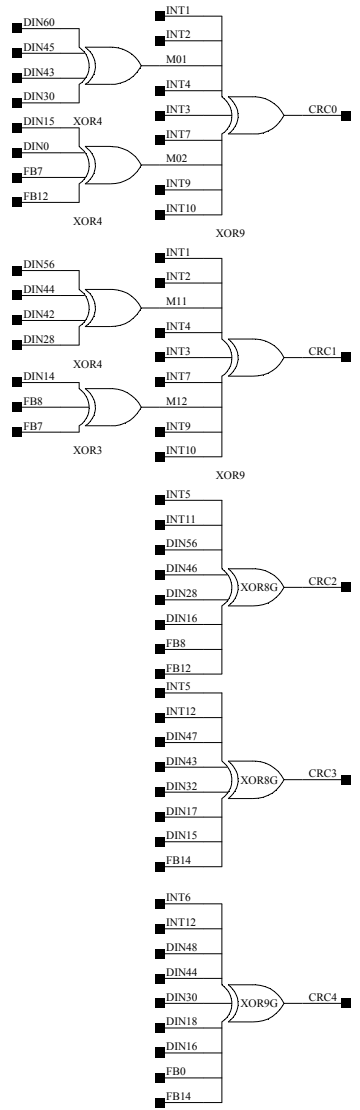 DIN60
DIN45
DIN43
DIN30
XOR4
DIN15
DIN0
FB7
FB12
XOR4
INT1
INT2
M01
INT4
INT3
INT7
M02
INT9
INT10
XOR9
CRC0
DIN56
DIN44
DIN42
DIN28
XOR4
DIN14
FB8
FB7
XOR3
INT1
INT2
M11
INT4
INT3
INT7
M12
INT9
INT10
XOR9
CRC1
INT5
INT11
DIN56
DIN46
DIN28
DIN16
FB8
FB12
XOR8G
CRC2
INT5
INT12
DIN47
DIN43
DIN32
DIN17
DIN15
FB14
XOR8G
CRC3
INT6
INT12
DIN48
DIN44
DIN30
DIN18
DIN16
FB0
FB14
XOR9G
CRC4